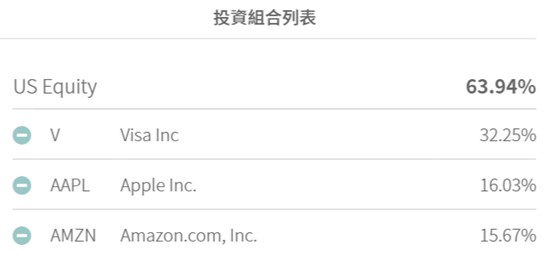 投資組合列表
US Equity 63.94%
V Visa Inc 32.25%
AAPL Apple Inc. 16.03%
AMZN Amazon.com, Inc. 15.67%